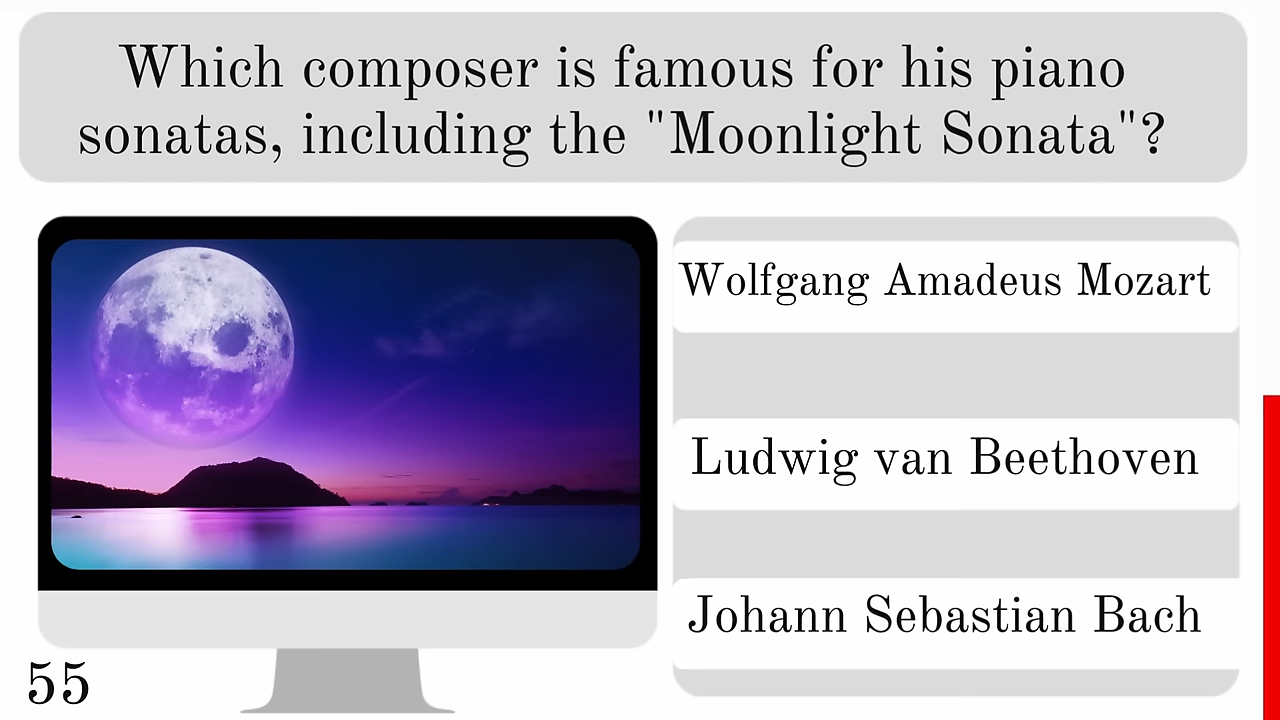 Which composer is famous for his piano
sonatas, including the "Moonlight Sonata"?
Wolfgang Amadeus Mozart
Ludwig van Beethoven
Johann Sebastian Bach
55